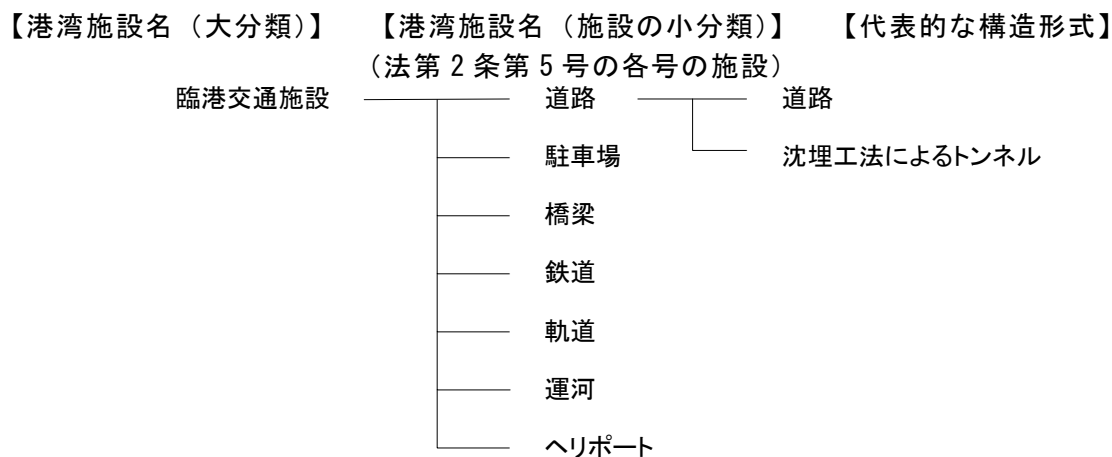 【港湾施設名（大分類）】 【港湾施設名（施設の小分類）】 【代表的な構造形式】
（法第2条第5号の各号の施設）
臨港交通施設 道路 道路
駐車場 沈埋工法によるトンネル
橋梁
鉄道
軌道
運河
ヘリポート